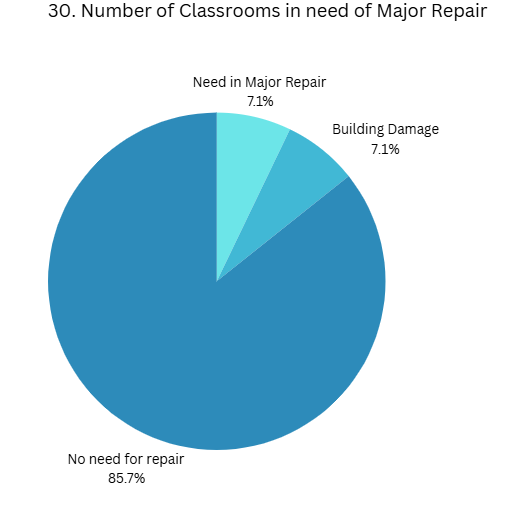 30. Number of Classrooms in need of Major Repair
Need in Major Repair
7.1%
Building Damage
7.1%
No need for repair
85.7%